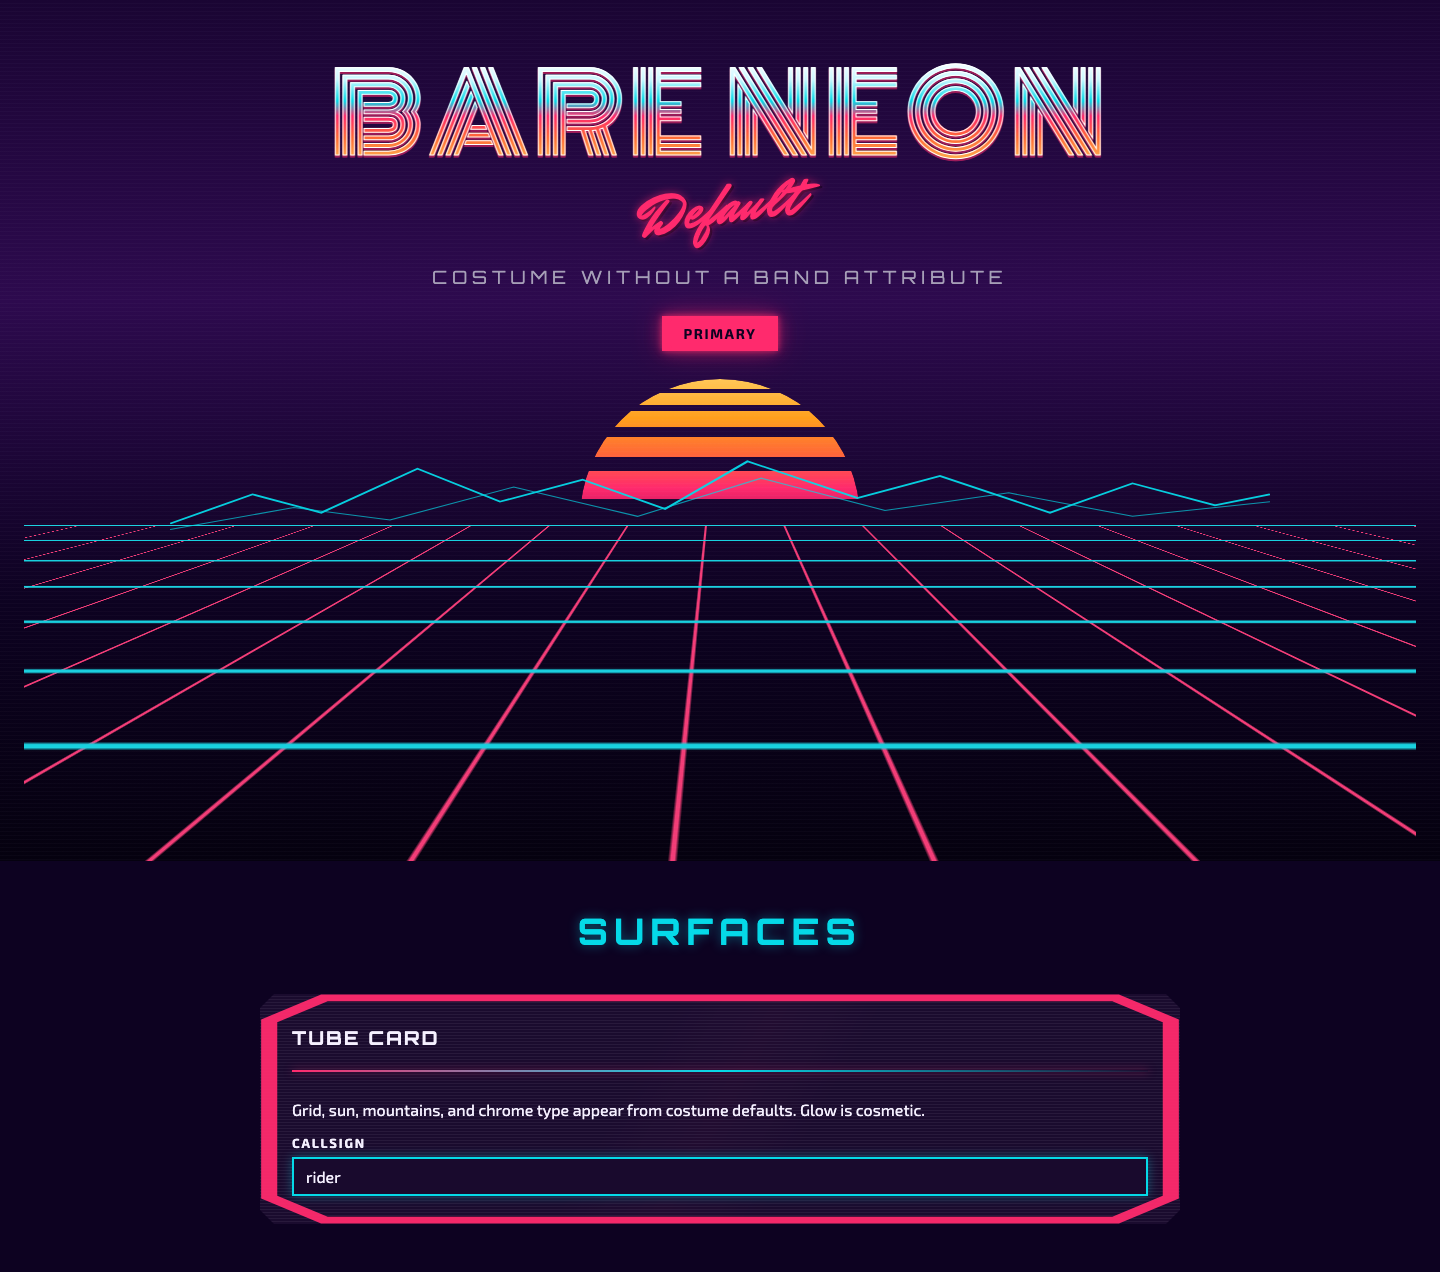 BARE NEON
Default
COSTUME WITHOUT A BAND ATTRIBUTE
PRIMARY
SURFACES
TUBE CARD
Grid, sun, mountains, and chrome type appear from costume defaults. Glow is cosmetic.
CALLSIGN
rider